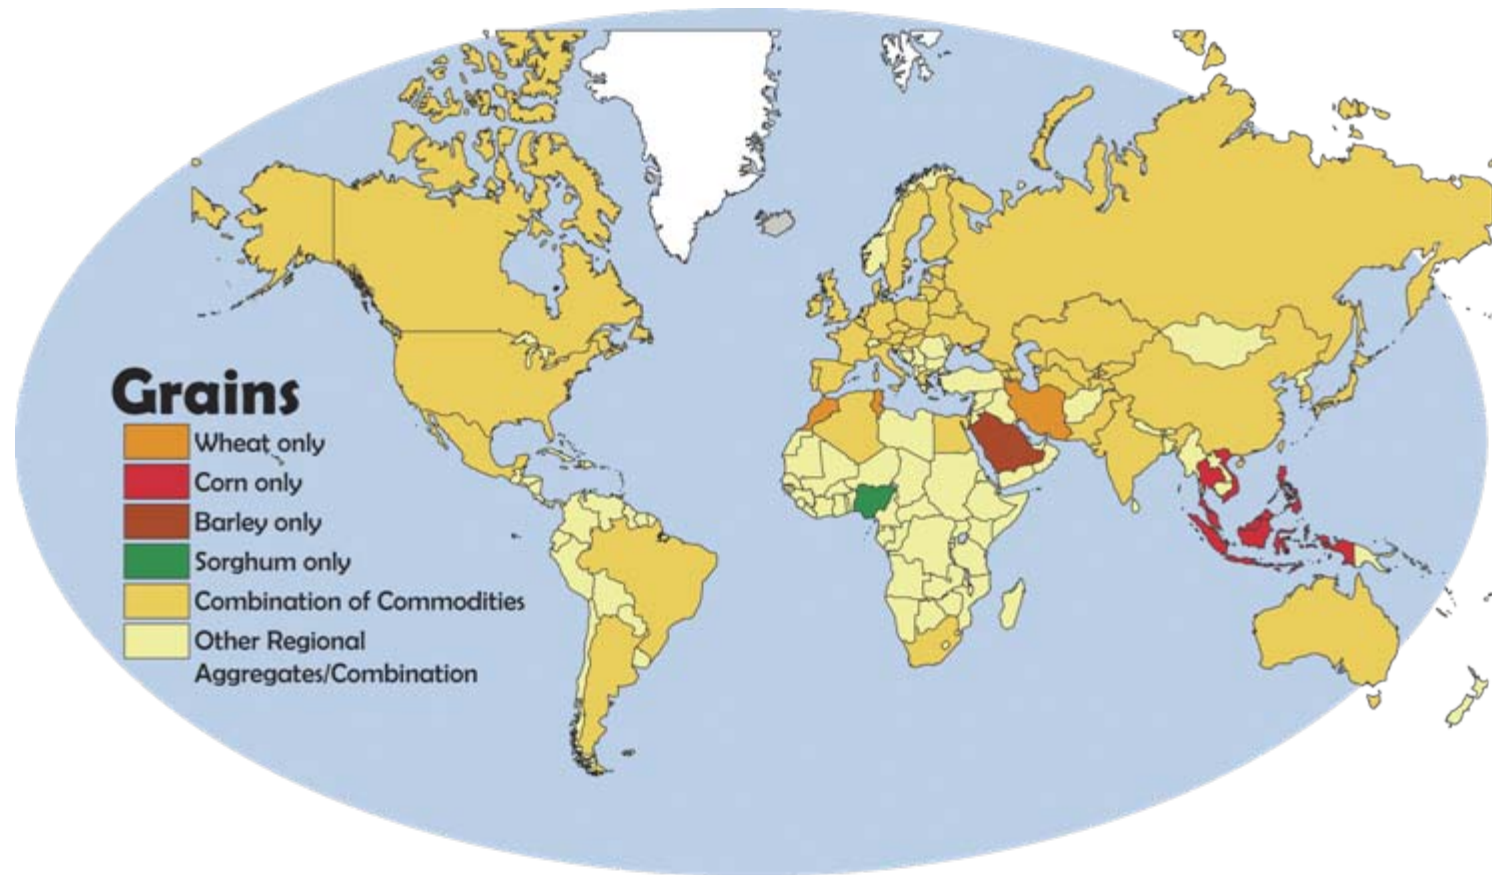 Grains
Wheat only
Corn only
Barley only
Sorghum only
Combination of Commodities
Other Regional
Aggregates/Combination